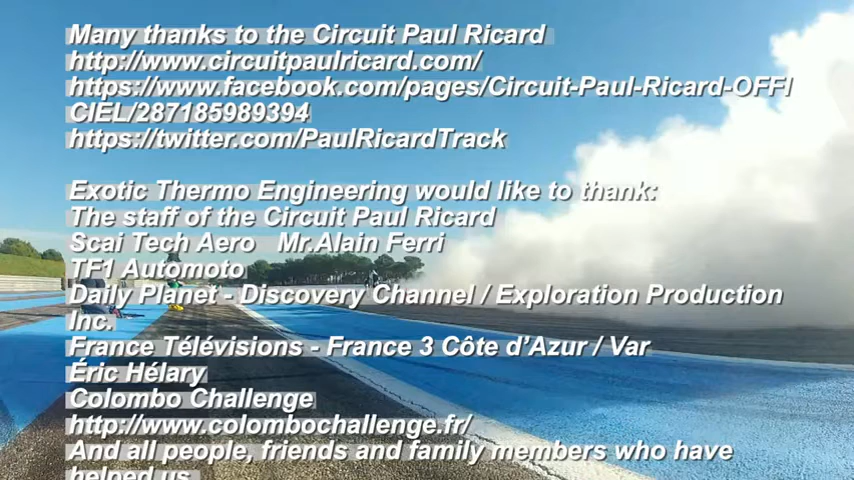 Many thanks to the Circuit Paul Ricard
http://www.circuitpaulricard.com/
https://www.facebook.com/pages/Circuit-Paul-Ricard-OFFI
CIEL/287185989394
https://twitter.com/PaulRicardTrack
Exotic Thermo Engineering would like to thank:
The staff of the Circuit Paul Ricard
Scai Tech Aero Mr.Alain Ferri
TF1 Automoto
Daily Planet - Discovery Channel / Exploration Production
Inc.
France Télévisions - France 3 Côte d'Azur / Var
Éric Hélary
Colombo Challenge
http://www.colombochallenge.fr/
And all people, friends and family members who have
helped us